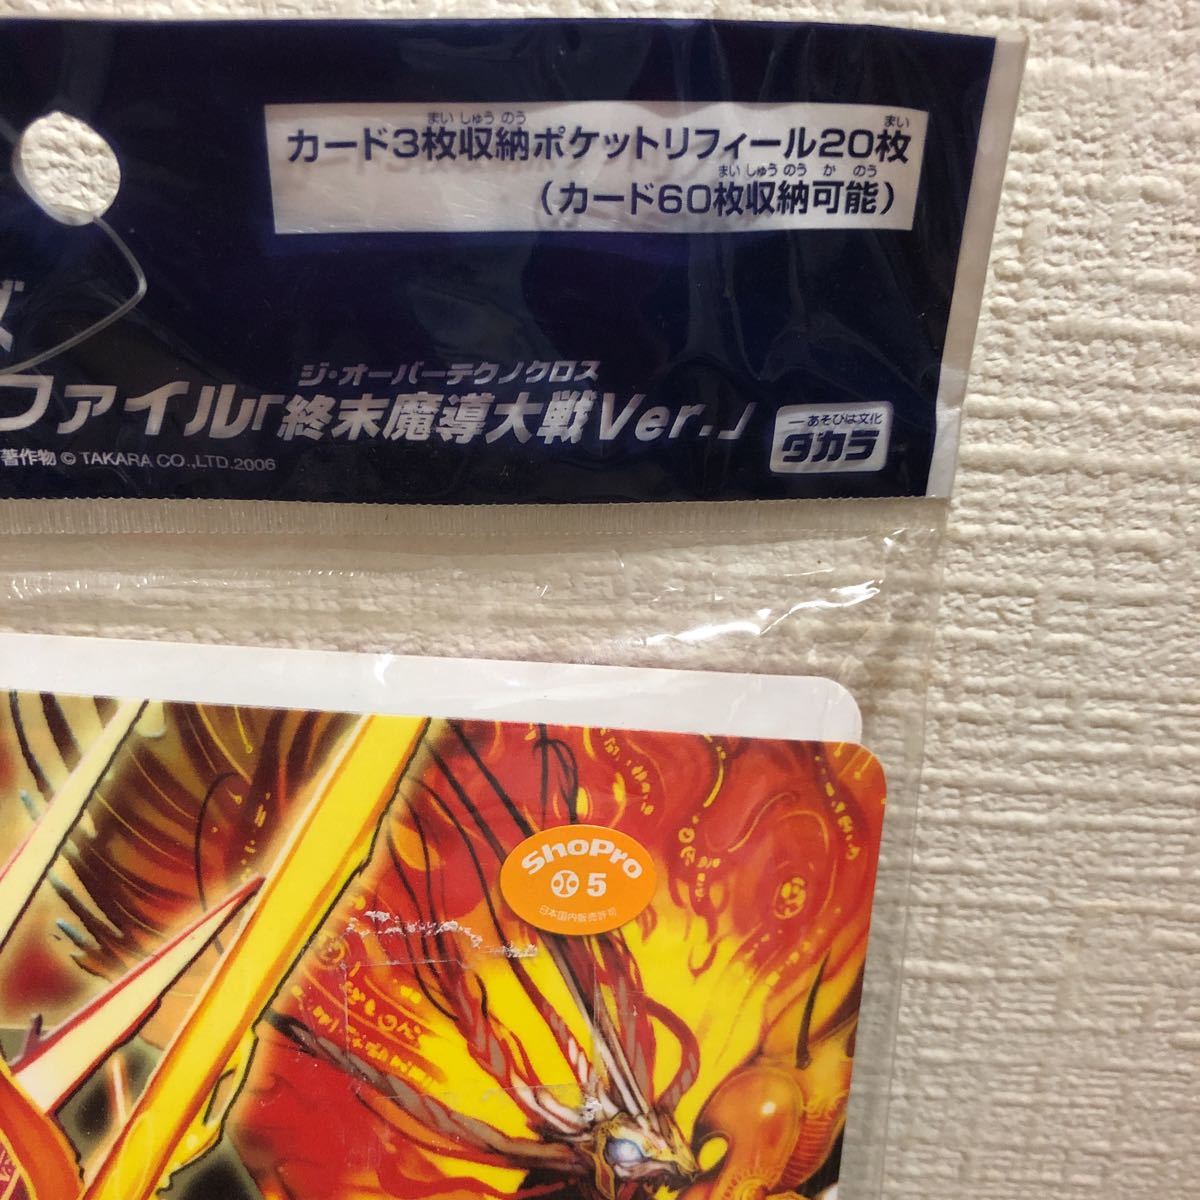 まい しゅう のう まい
カード3枚収納ポケットリフィール20枚
まい しゅう のう か のう
(カード60枚収納可能)
ズ
ジ・オーバーテクノクロス
ファイル「終末魔導大戦Ver.」
著作物 © TAKARA CO.,LTD.2006
あそびは文化
タカラ
ShoPro
5
日本国内販売許可